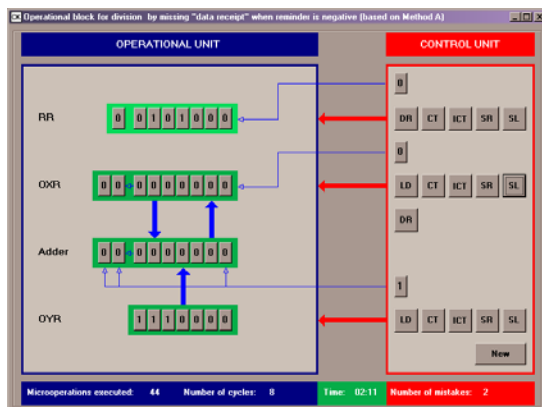 Operational block for division by missing "data receipt" when reminder is negative (based on Method A)
OPERATIONAL UNIT CONTROL UNIT
0
RR 0 0 1 0 1 0 0 0 DR CT ICT SR SL
0
OXR 0 0 0 0 0 0 0 0 0 LD CT ICT SR SL
DR
Adder 0 0 0 0 0 0 0 0 0
1
OYR 1 1 1 0 0 0 0 LD CT ICT SR SL
New
Microoperations executed: 44 Number of cycles: 8 Time: 02:11 Number of mistakes: 2